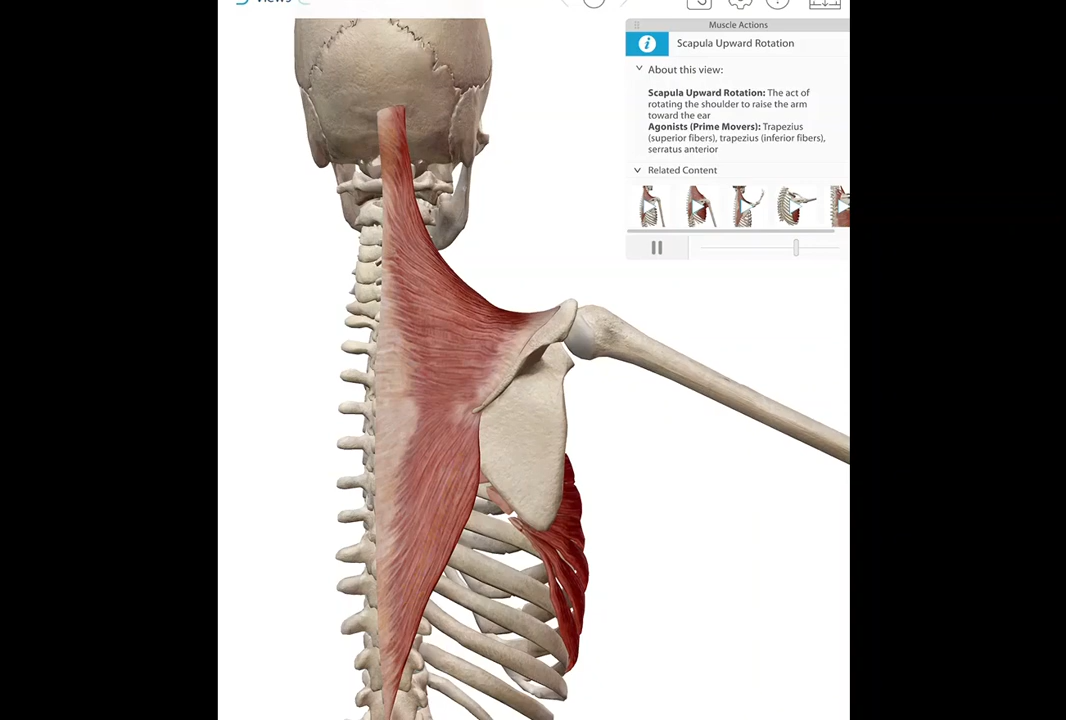 Views
Muscle Actions
Scapula Upward Rotation
About this view:
Scapula Upward Rotation: The act of
rotating the shoulder to raise the arm
toward the ear
Agonists (Prime Movers): Trapezius
(superior fibers), trapezius (inferior fibers),
serratus anterior
Related Content